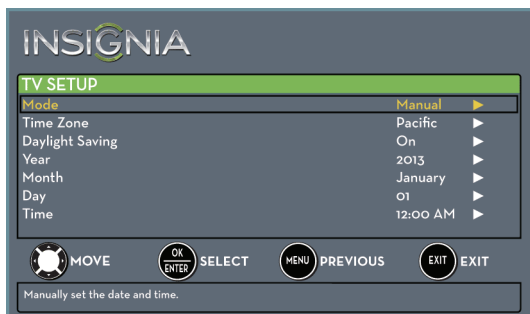 INSIGNIA
TV SETUP
Mode Manual
Time Zone Pacific
Daylight Saving On
Year 2013
Month January
Day 01
Time 12:00 AM
MOVE OK ENTER SELECT MENU PREVIOUS EXIT EXIT
Manually set the date and time.